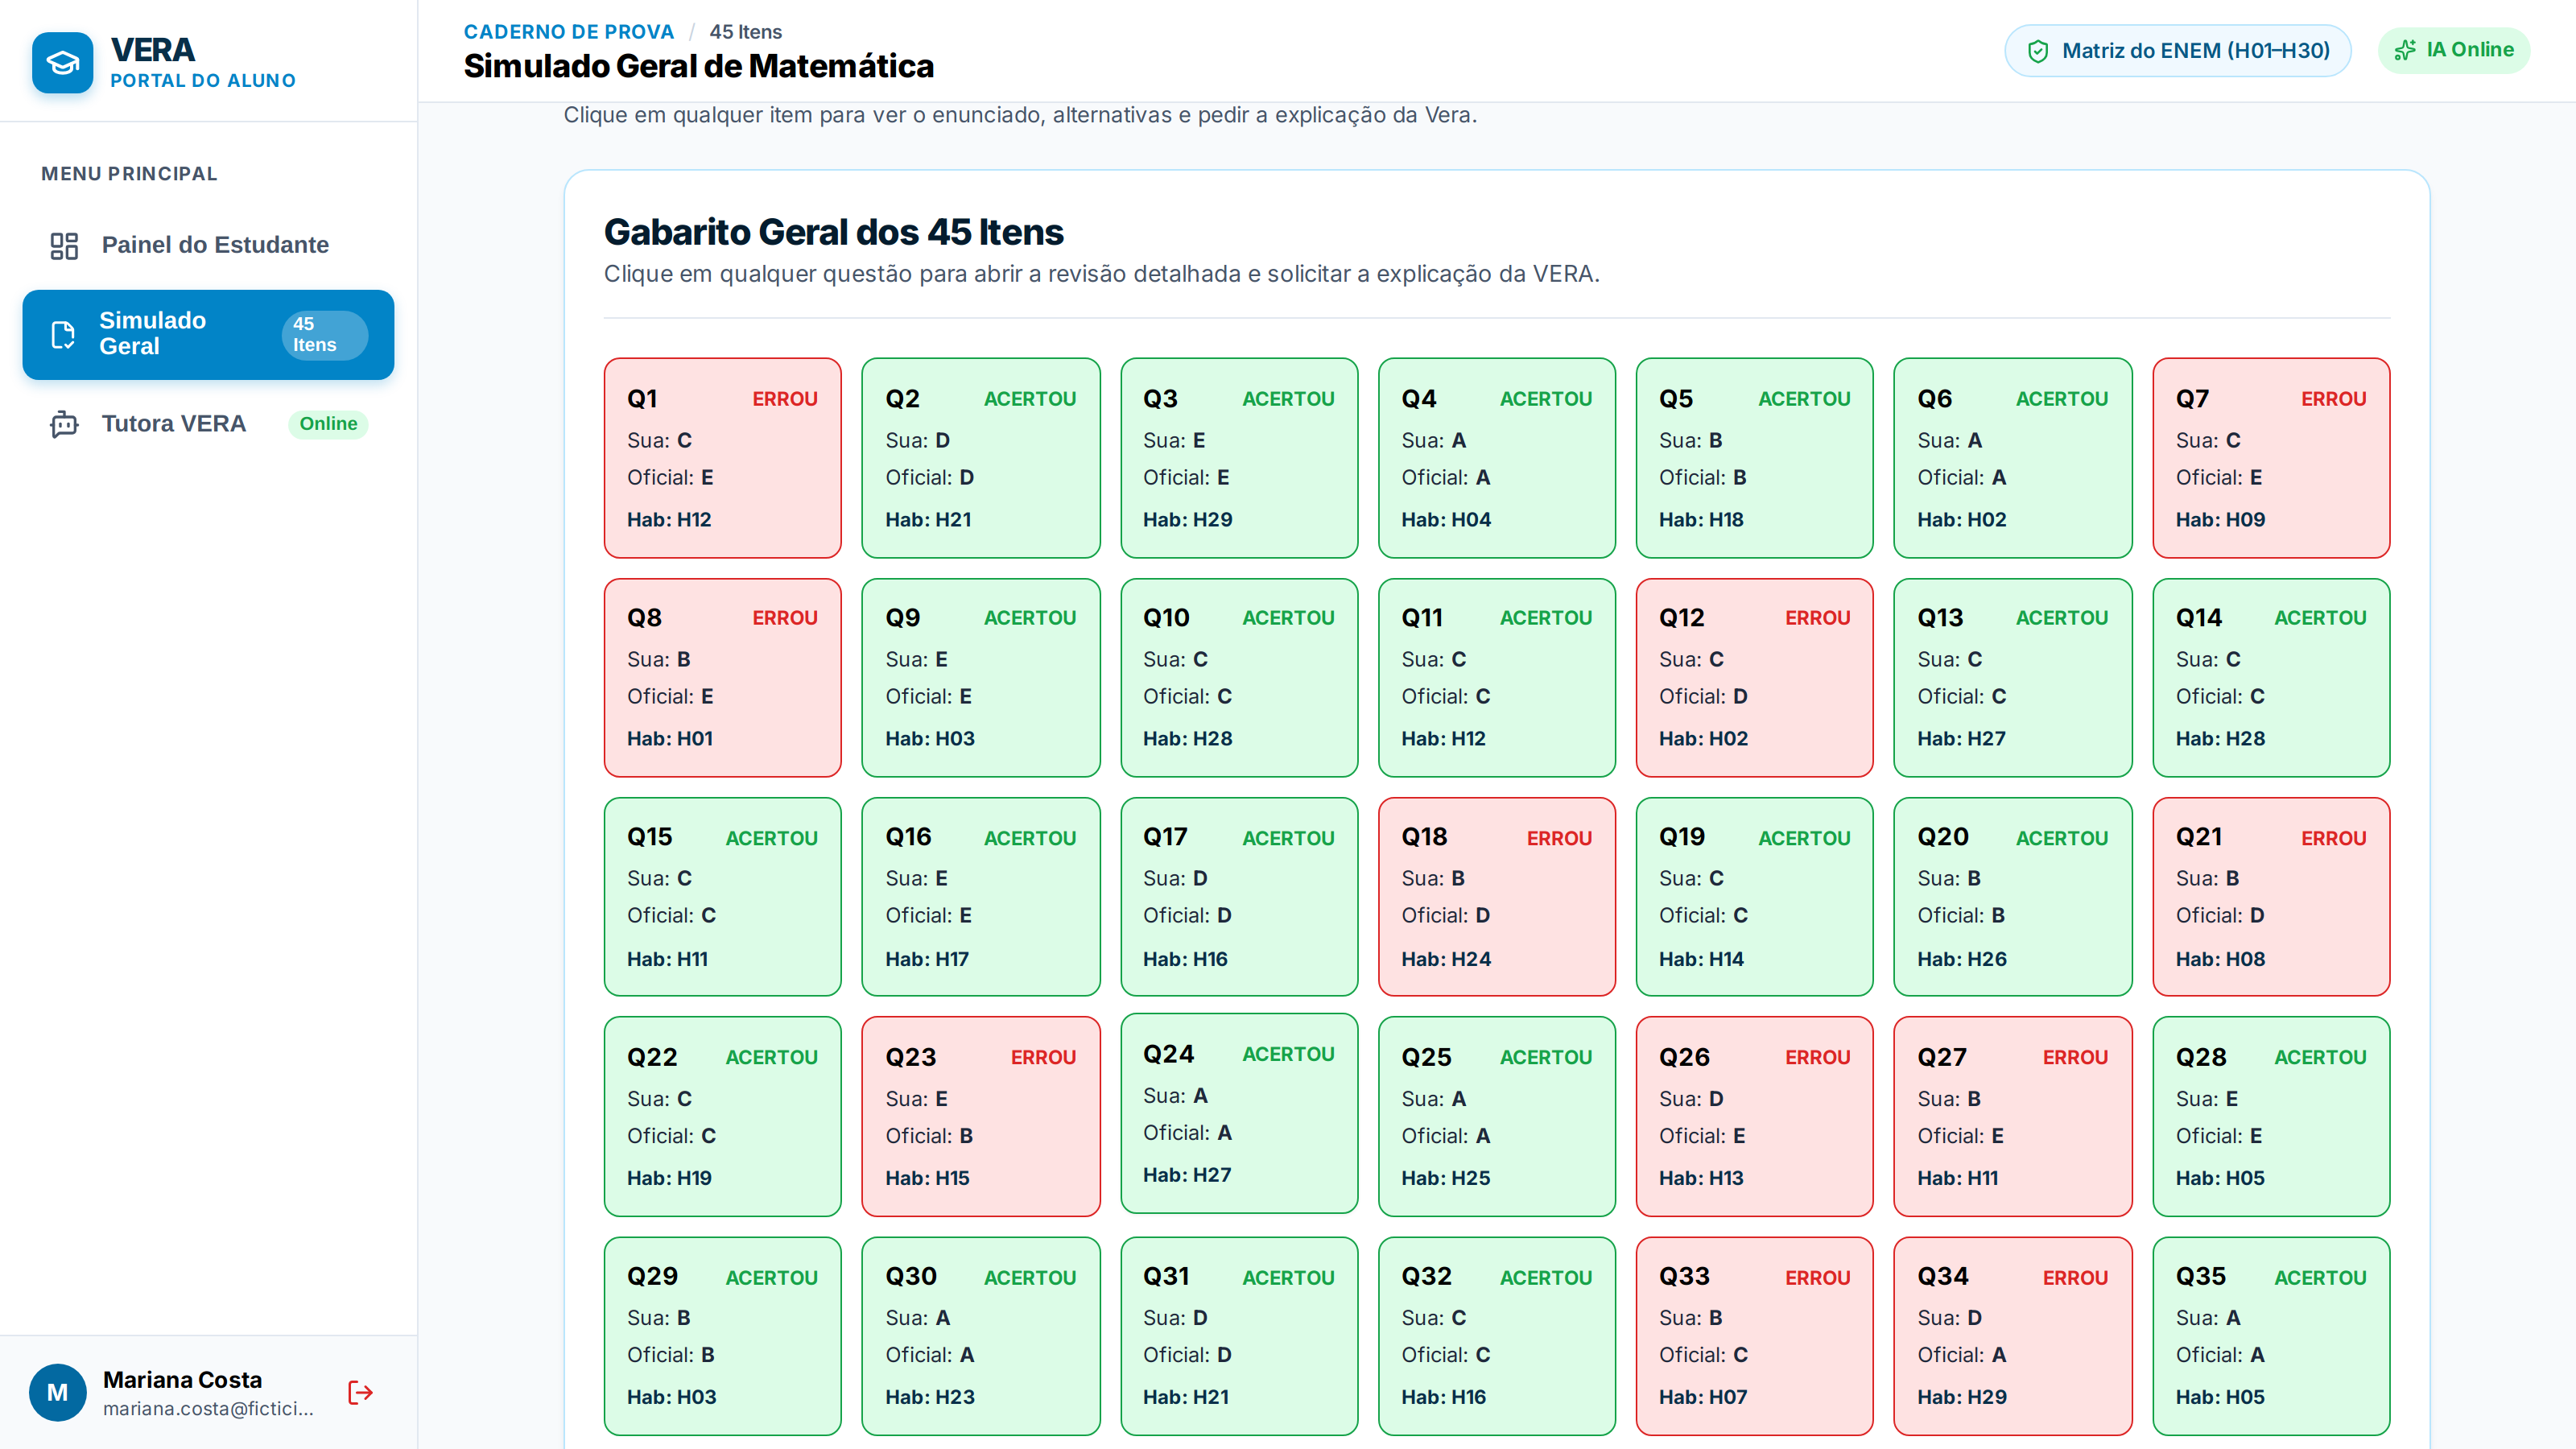 VERA
PORTAL DO ALUNO
MENU PRINCIPAL
Painel do Estudante
Simulado Geral
45 Itens
Tutora VERA
Online
Mariana Costa
mariana.costa@fictici...
M
CADERNO DE PROVA / 45 Itens
Simulado Geral de Matemática
Matriz do ENEM (H01–H30)
IA Online
Clique em qualquer item para ver o enunciado, alternativas e pedir a explicação da Vera.
Gabarito Geral dos 45 Itens
Clique em qualquer questão para abrir a revisão detalhada e solicitar a explicação da VERA.
Q1 ERROU
Sua: C
Oficial: E
Hab: H12
Q2 ACERTOU
Sua: D
Oficial: D
Hab: H21
Q3 ACERTOU
Sua: E
Oficial: E
Hab: H29
Q4 ACERTOU
Sua: A
Oficial: A
Hab: H04
Q5 ACERTOU
Sua: B
Oficial: B
Hab: H18
Q6 ACERTOU
Sua: A
Oficial: A
Hab: H02
Q7 ERROU
Sua: C
Oficial: E
Hab: H09
Q8 ERROU
Sua: B
Oficial: E
Hab: H01
Q9 ACERTOU
Sua: E
Oficial: E
Hab: H03
Q10 ACERTOU
Sua: C
Oficial: C
Hab: H28
Q11 ACERTOU
Sua: C
Oficial: C
Hab: H12
Q12 ERROU
Sua: C
Oficial: D
Hab: H02
Q13 ACERTOU
Sua: C
Oficial: C
Hab: H27
Q14 ACERTOU
Sua: C
Oficial: C
Hab: H28
Q15 ACERTOU
Sua: C
Oficial: C
Hab: H11
Q16 ACERTOU
Sua: E
Oficial: E
Hab: H17
Q17 ACERTOU
Sua: D
Oficial: D
Hab: H16
Q18 ERROU
Sua: B
Oficial: D
Hab: H24
Q19 ACERTOU
Sua: C
Oficial: C
Hab: H14
Q20 ACERTOU
Sua: B
Oficial: B
Hab: H26
Q21 ERROU
Sua: B
Oficial: D
Hab: H08
Q22 ACERTOU
Sua: C
Oficial: C
Hab: H19
Q23 ERROU
Sua: E
Oficial: B
Hab: H15
Q24 ACERTOU
Sua: A
Oficial: A
Hab: H27
Q25 ACERTOU
Sua: A
Oficial: A
Hab: H25
Q26 ERROU
Sua: D
Oficial: E
Hab: H13
Q27 ERROU
Sua: B
Oficial: E
Hab: H11
Q28 ACERTOU
Sua: E
Oficial: E
Hab: H05
Q29 ACERTOU
Sua: B
Oficial: B
Hab: H03
Q30 ACERTOU
Sua: A
Oficial: A
Hab: H23
Q31 ACERTOU
Sua: D
Oficial: D
Hab: H21
Q32 ACERTOU
Sua: C
Oficial: C
Hab: H16
Q33 ERROU
Sua: B
Oficial: C
Hab: H07
Q34 ERROU
Sua: D
Oficial: A
Hab: H29
Q35 ACERTOU
Sua: A
Oficial: A
Hab: H05